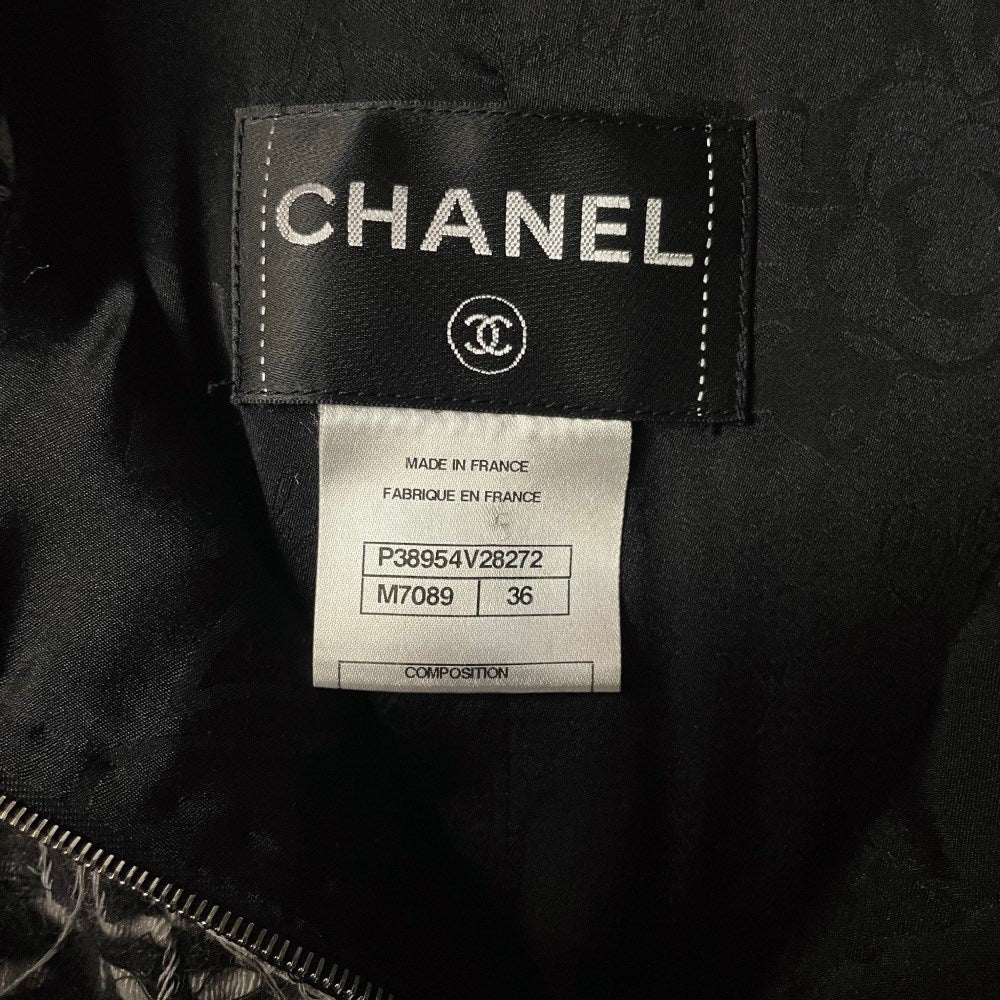 CHANEL
MADE IN FRANCE
FABRIQUE EN FRANCE
P38954V28272
M7089 36
COMPOSITION